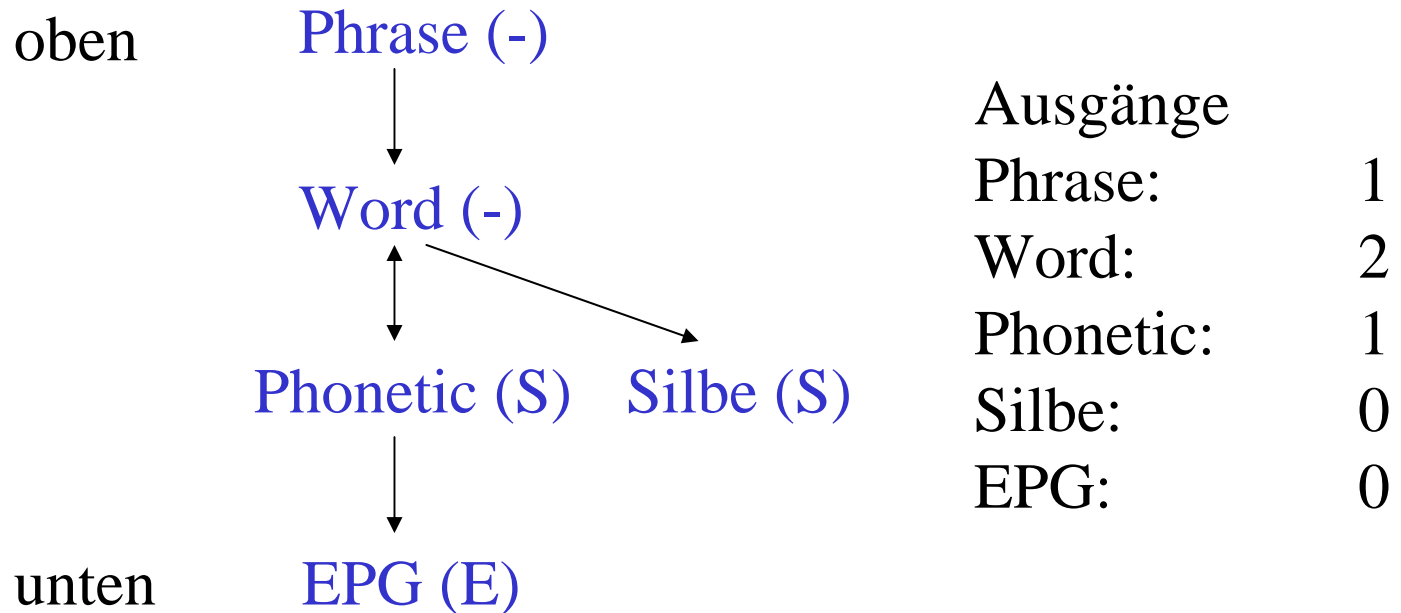 oben
Phrase (-)
Word (-)
Phonetic (S) Silbe (S)
unten
EPG (E)
Ausgänge
Phrase: 1
Word: 2
Phonetic: 1
Silbe: 0
EPG: 0